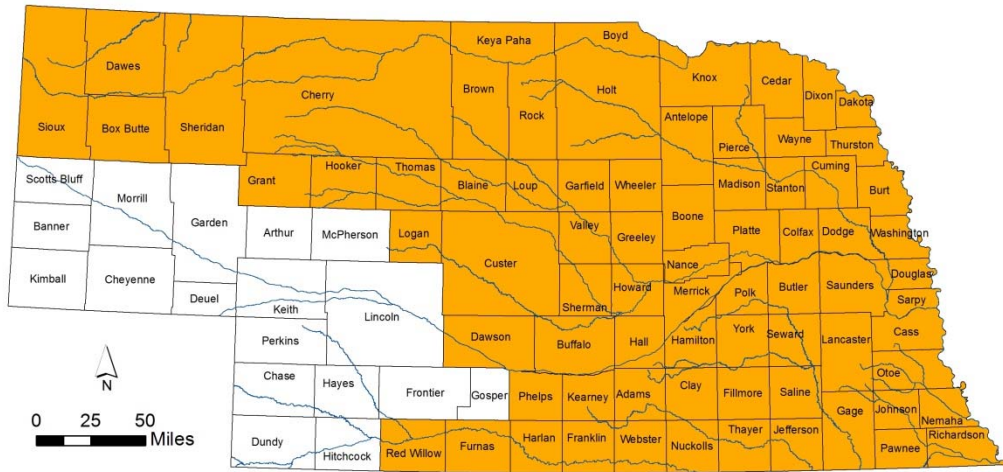 Boyd
Keya Paha
Dawes
Knox
Cedar
Dixon
Dakota
Cherry
Brown
Holt
Rock
Antelope
Pierce
Wayne
Thurston
Sioux
Box Butte
Sheridan
Scotts Bluff
Morrill
Grant
Hooker
Thomas
Blaine
Loup
Garfield
Wheeler
Madison
Stanton
Cuming
Burt
Banner
Garden
Arthur
McPherson
Logan
Custer
Valley
Greeley
Boone
Platte
Colfax
Dodge
Washington
Kimball
Cheyenne
Deuel
Keith
Lincoln
Sherman
Howard
Nance
Merrick
Polk
Butler
Saunders
Douglas
Sarpy
Perkins
Dawson
Buffalo
Hall
Hamilton
York
Seward
Lancaster
Cass
Otoe
Chase
Hayes
Frontier
Gosper
Phelps
Kearney
Adams
Clay
Fillmore
Saline
Gage
Johnson
Nemaha
Dundy
Hitchcock
Red Willow
Furnas
Harlan
Franklin
Webster
Nuckolls
Thayer
Jefferson
Pawnee
Richardson
N
0 25 50
Miles